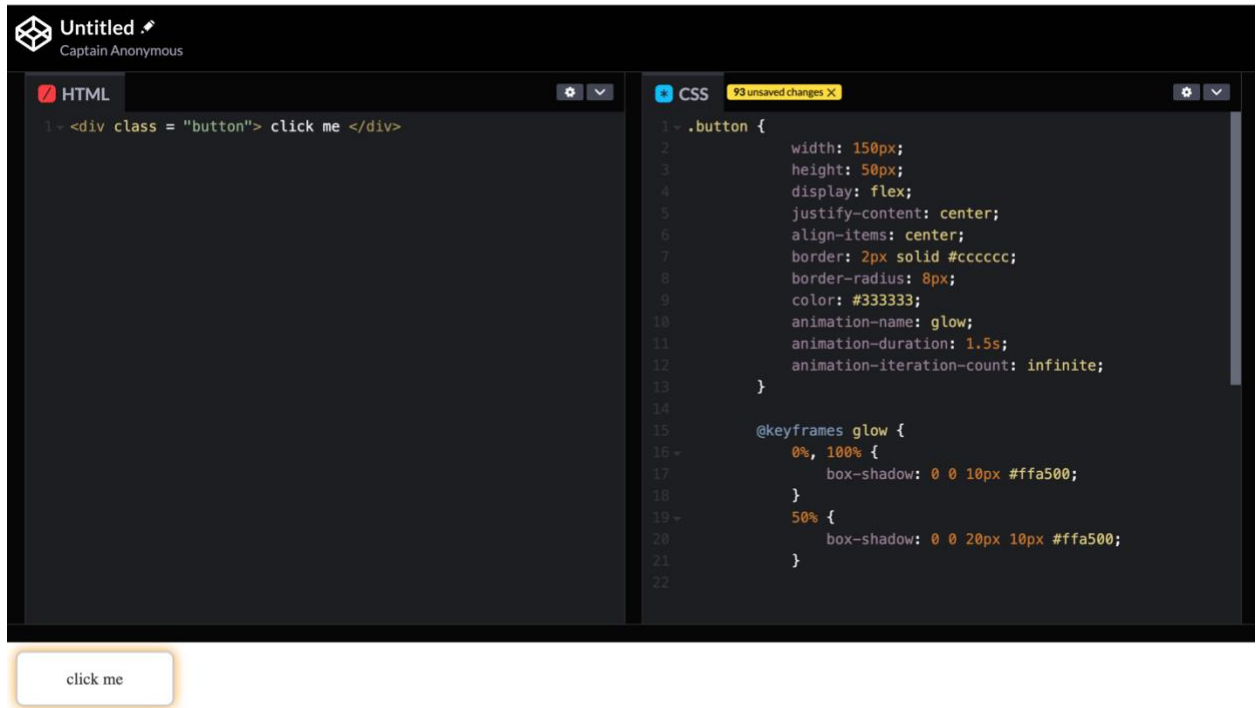 Untitled
Captain Anonymous
HTML
1 <div class = "button"> click me </div>
CSS 93 unsaved changes X
1 .button {
2 width: 150px;
3 height: 50px;
4 display: flex;
5 justify-content: center;
6 align-items: center;
7 border: 2px solid #cccccc;
8 border-radius: 8px;
9 color: #333333;
10 animation-name: glow;
11 animation-duration: 1.5s;
12 animation-iteration-count: infinite;
13 }
14
15 @keyframes glow {
16 0%, 100% {
17 box-shadow: 0 0 10px #ffa500;
18 }
19 50% {
20 box-shadow: 0 0 20px 10px #ffa500;
21 }
22
click me